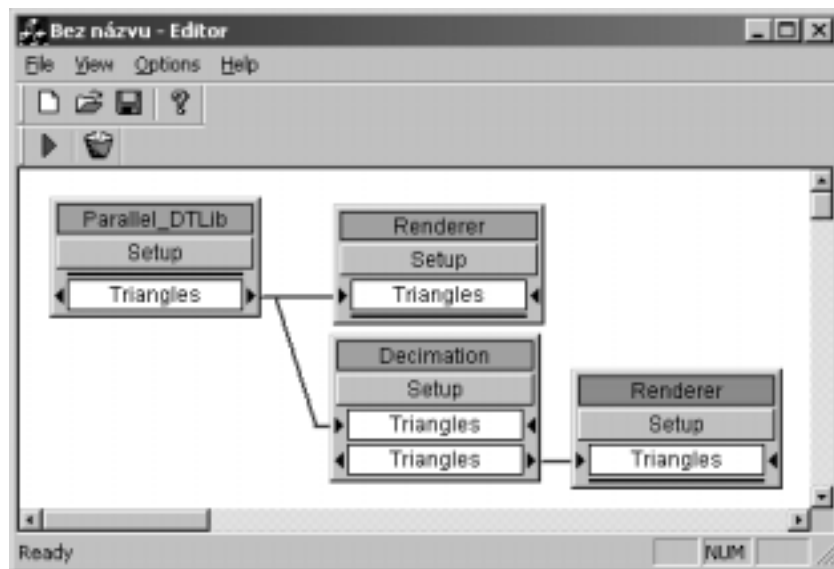 Bez názvu - Editor
File View Options Help
Parallel_DTLib
Setup
Triangles
Renderer
Setup
Triangles
Decimation
Setup
Triangles
Triangles
Renderer
Setup
Triangles
Ready
NUM